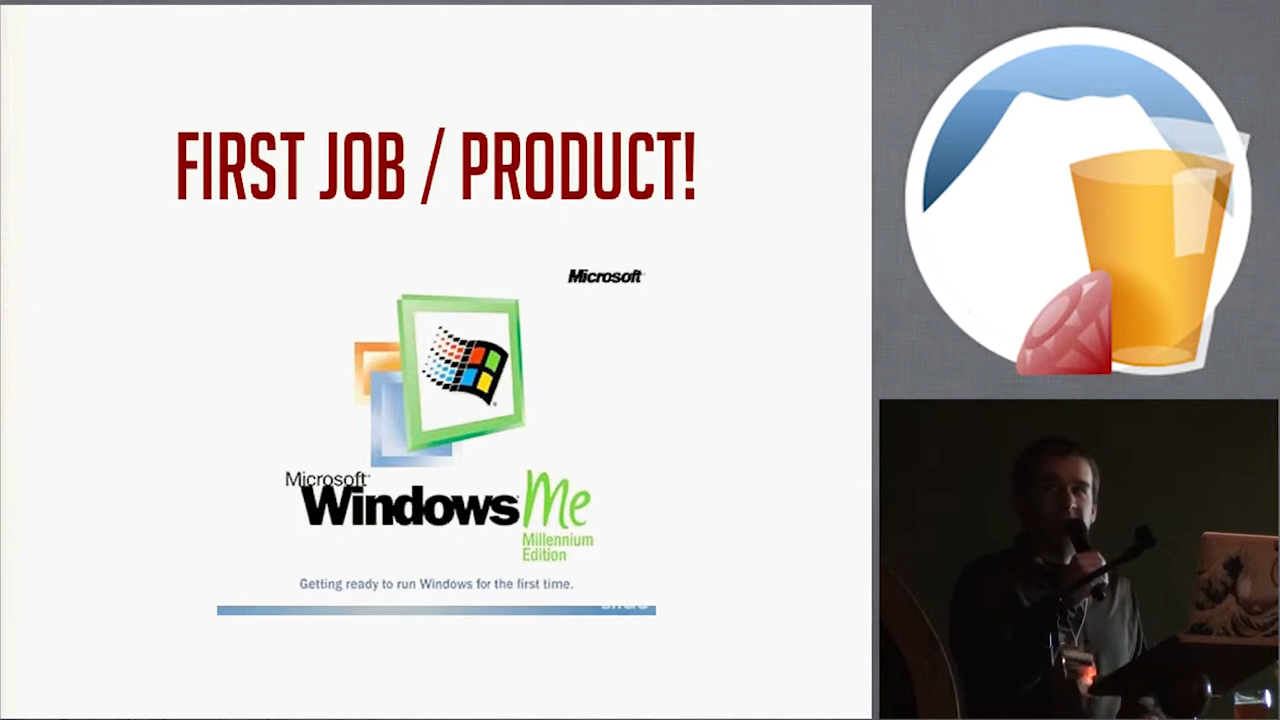 FIRST JOB / PRODUCT!
Microsoft
Microsoft
Windows Me
Millennium
Edition
Getting ready to run Windows for the first time.